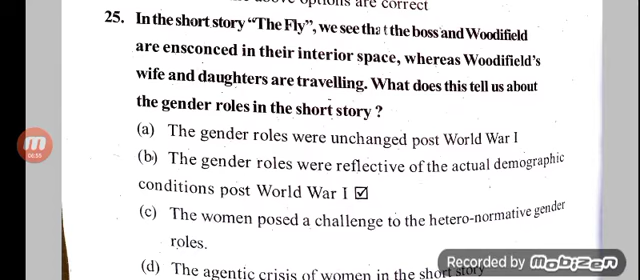 options are correct
25. In the short story “The Fly”, we see that the boss and Woodifield
are ensconced in their interior space, whereas Woodifield’s
wife and daughters are travelling. What does this tell us about
the gender roles in the short story ?
(a) The gender roles were unchanged post World War I
(b) The gender roles were reflective of the actual demographic
conditions post World War I ☑
(c) The women posed a challenge to the hetero-normative gender
roles.
(d) The agentic crisis of women in the short story
Recorded by Mobizen